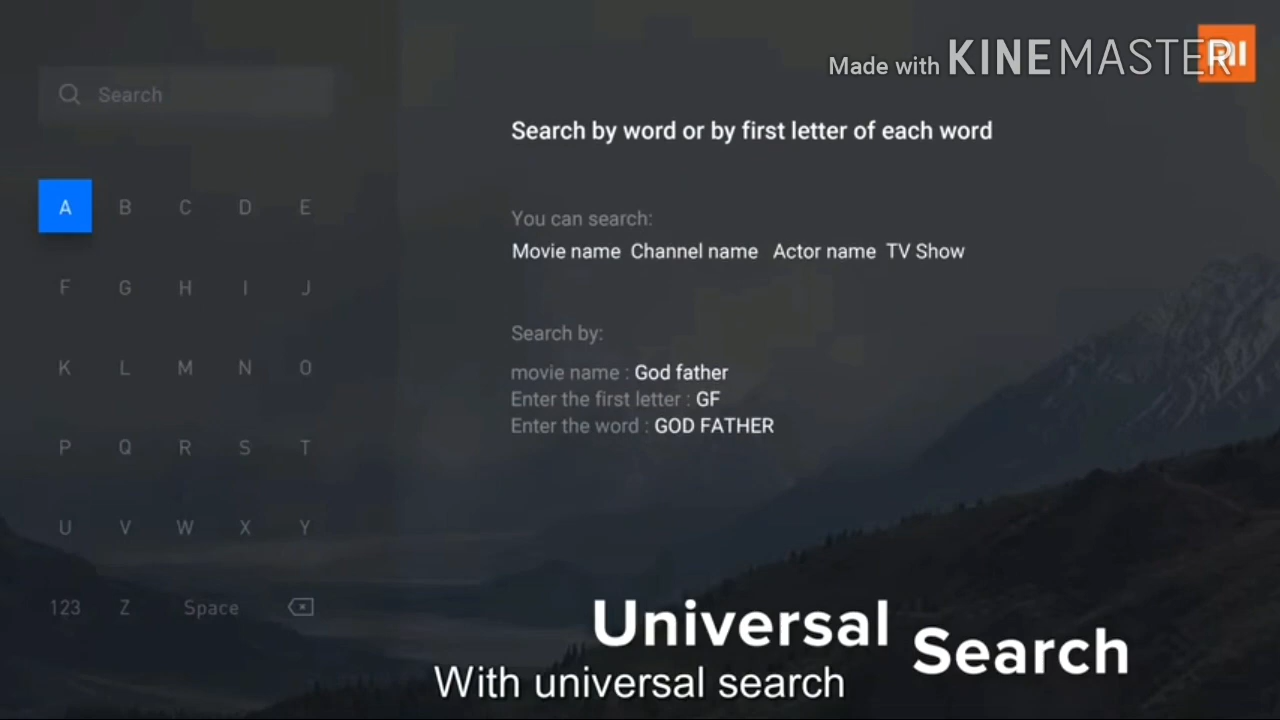 Made with KINEMASTER
MI
Search
Search by word or by first letter of each word
A B C D E
You can search:
Movie name Channel name Actor name TV Show
F G H I J
Search by:
K L M N O
movie name : God father
Enter the first letter : GF
Enter the word : GOD FATHER
P Q R S T
U V W X Y
123 Z Space
Universal
Search
With universal search